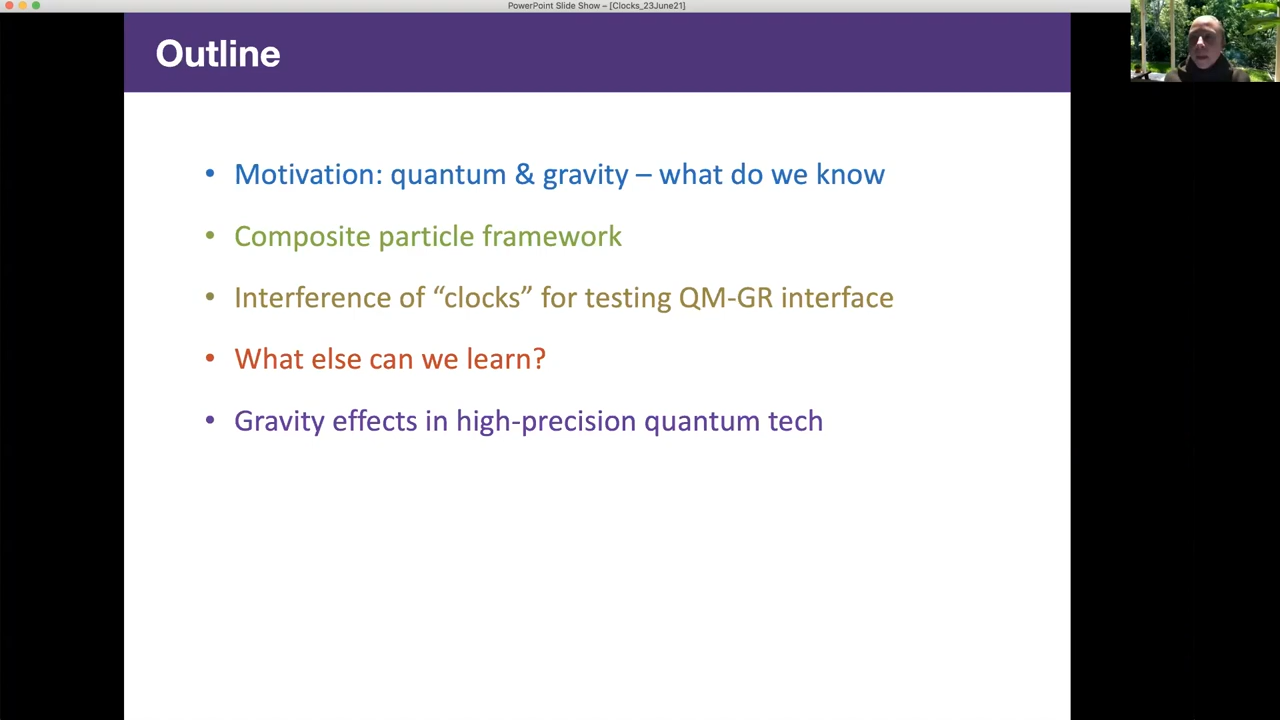 PowerPoint Slide Show – [Clocks_23June21]
Outline
• Motivation: quantum & gravity – what do we know
• Composite particle framework
• Interference of “clocks” for testing QM-GR interface
• What else can we learn?
• Gravity effects in high-precision quantum tech